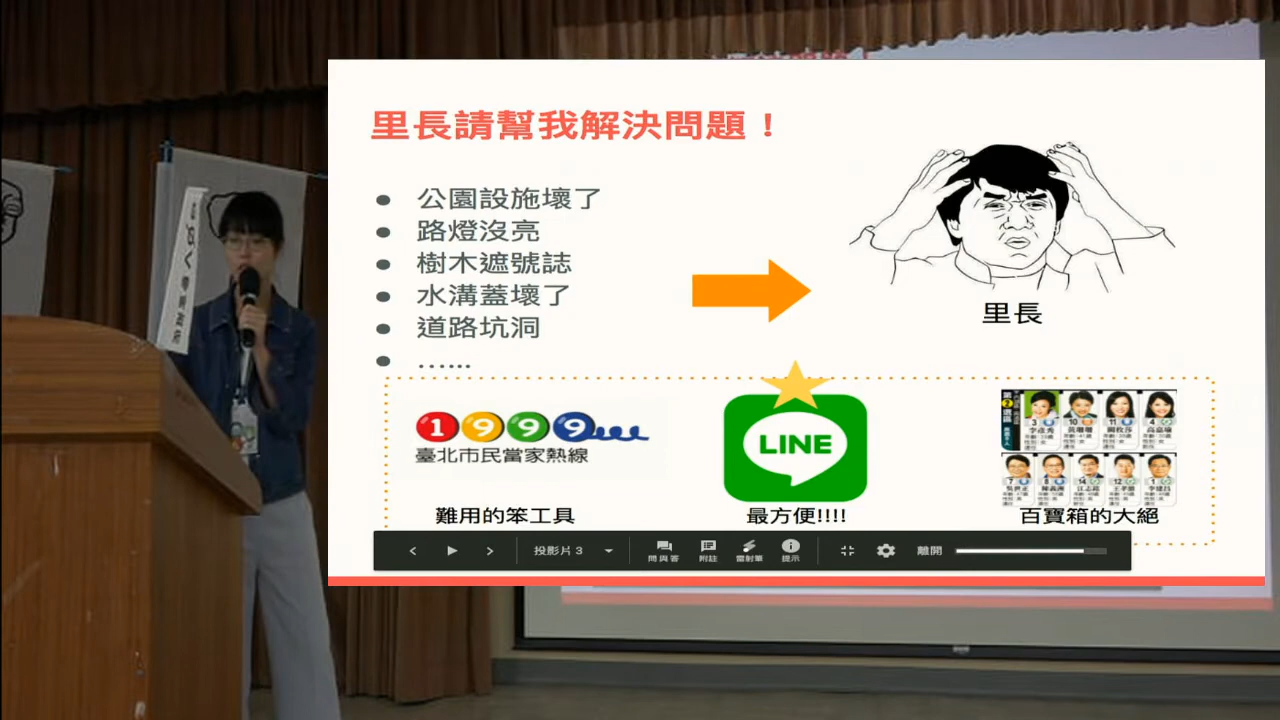 里長請幫我解決問題！
公園設施壞了
路燈沒亮
樹木遮號誌
水溝蓋壞了
道路坑洞
......
里長
1999
臺北市民當家熱線
LINE
難用的笨工具
最方便!!!!
百寶箱的大絕
投影片 3
問與答
附註
雷射筆
提示
離開